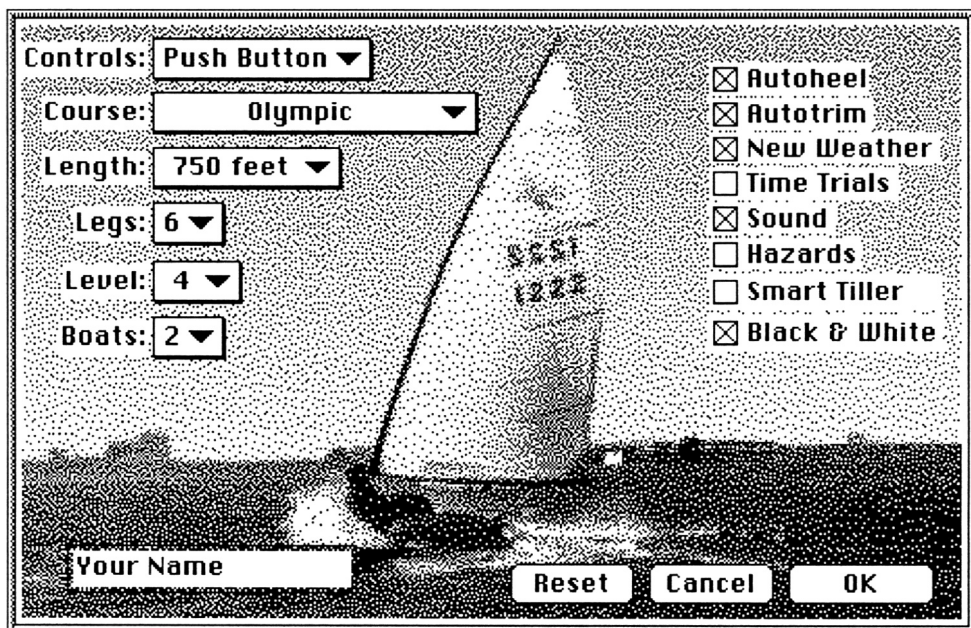 Controls: Push Button
Course: Olympic
Length: 750 feet
Legs: 6
Level: 4
Boats: 2
Autoheel
Autotrim
New Weather
Time Trials
Sound
Hazards
Smart Tiller
Black & White
1222
Your Name
Reset Cancel OK